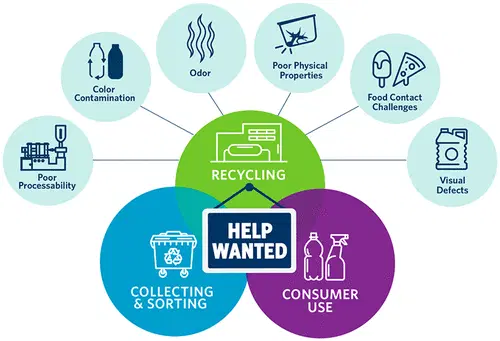 Color
Contamination
Odor
Poor Physical
Properties
Food Contact
Challenges
Poor
Processability
RECYCLING
Visual
Defects
HELP
WANTED
COLLECTING
& SORTING
CONSUMER
USE